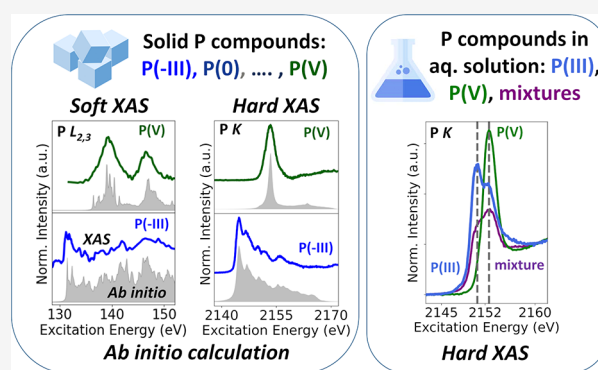 Solid P compounds:
P(-III), P(0), …. , P(V)
Soft XAS
Hard XAS
P L2,3
P(V)
P K
P(V)
XAS
P(-III)
Ab initio
P(-III)
130 140 150
2140 2155 2170
Norm. Intensity (a.u.)
Excitation Energy (eV)
Excitation Energy (eV)
Ab initio calculation
P compounds in
aq. solution: P(III),
P(V), mixtures
P K
P(V)
P(III)
mixture
Norm. Intensity (a.u.)
2145 2152 2160
Excitation Energy (eV)
Hard XAS